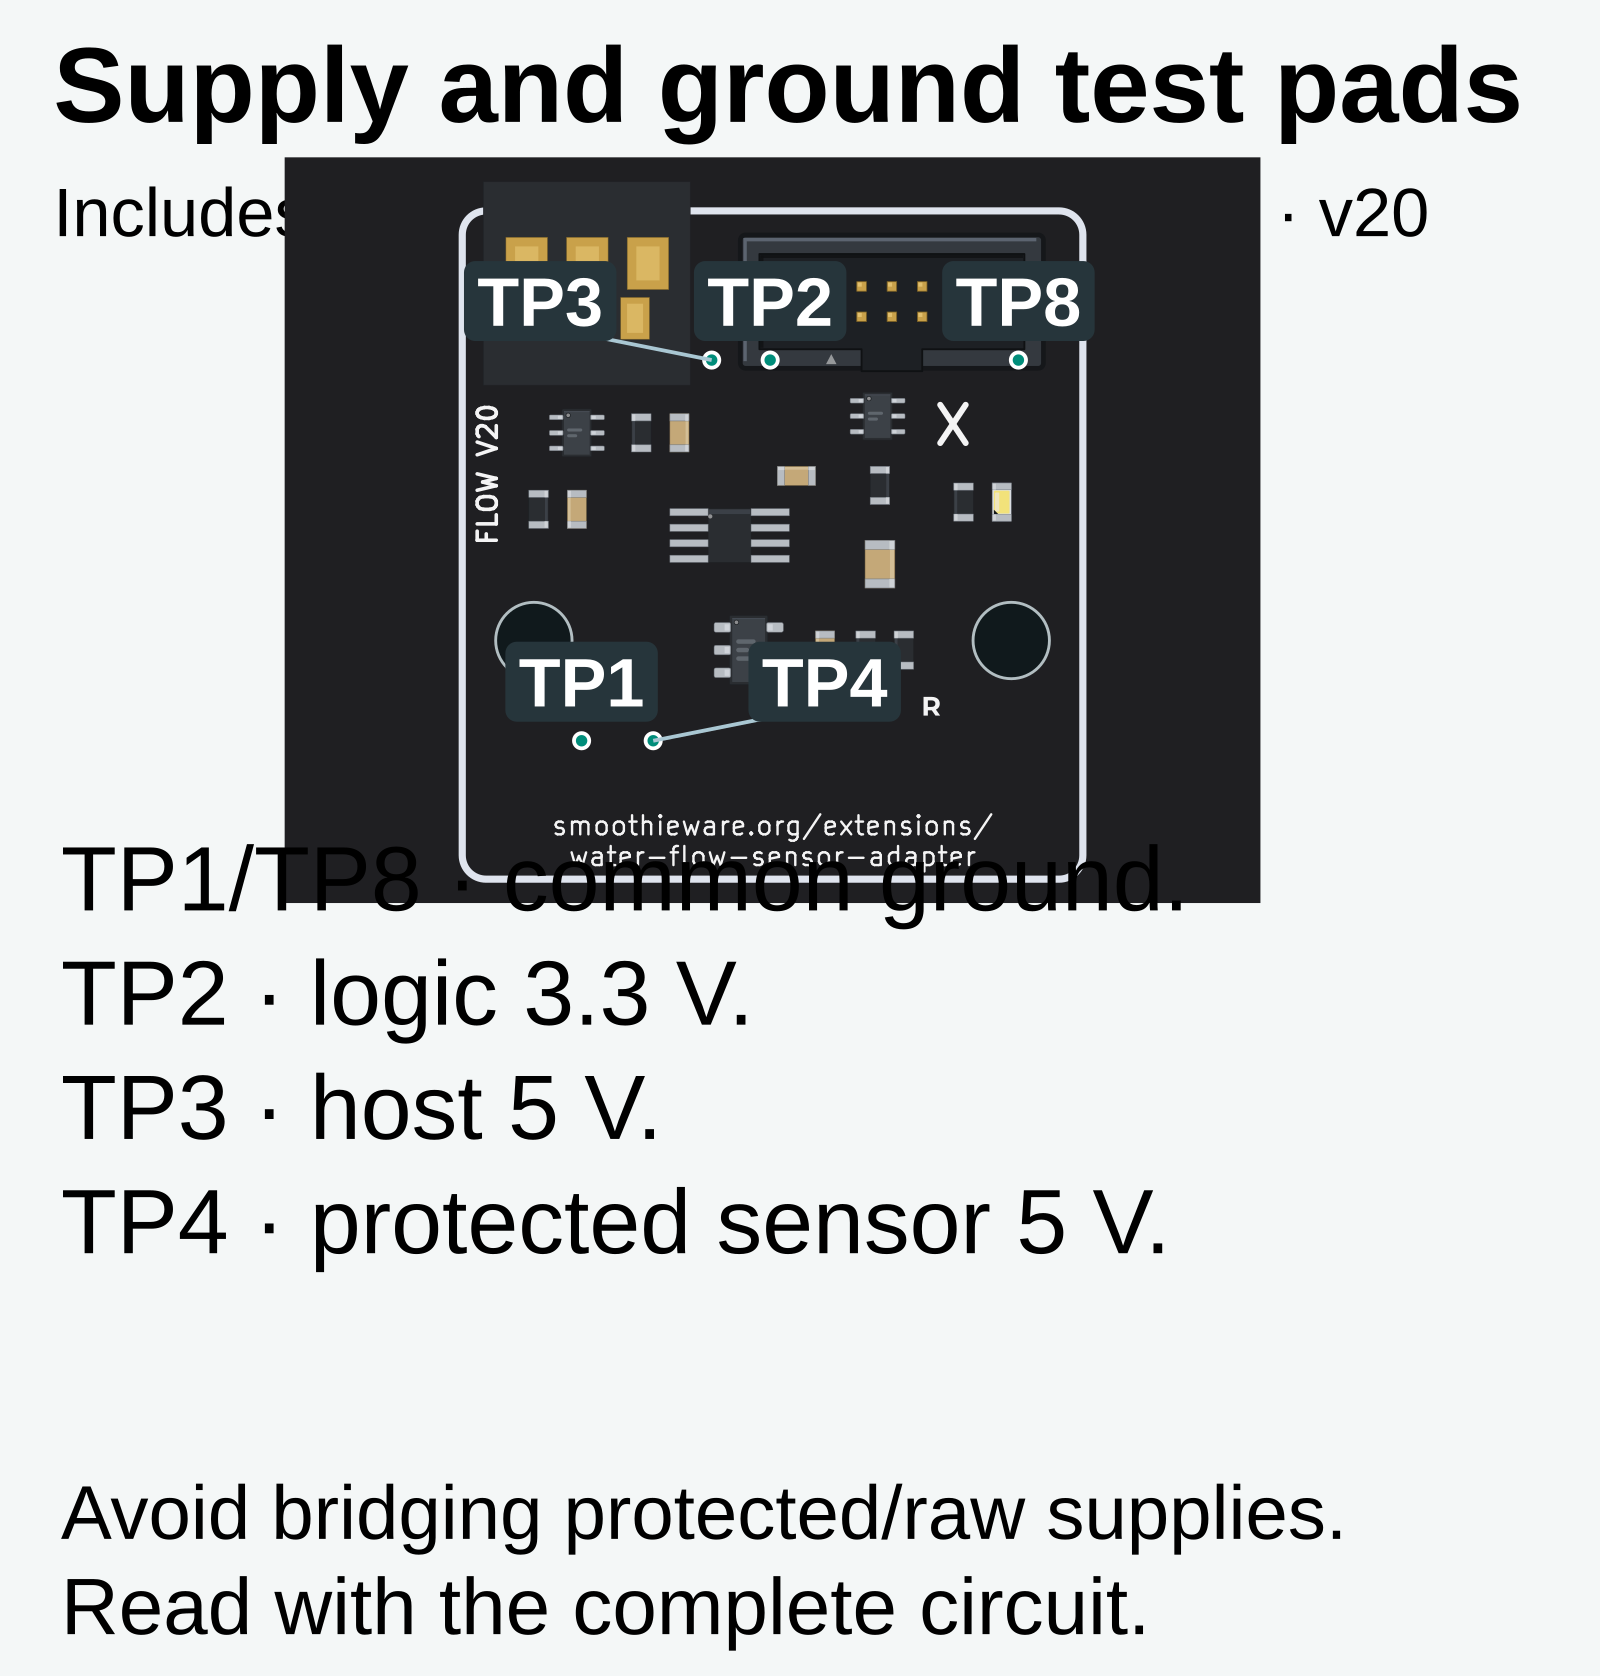 Supply and ground test pads
Includes · v20
TP3 TP2 TP8
X
FLOW V20
TP1 TP4
R
smoothieware.org/extensions/
water-flow-sensor-adapter
TP1/TP8 · common ground.
TP2 · logic 3.3 V.
TP3 · host 5 V.
TP4 · protected sensor 5 V.
Avoid bridging protected/raw supplies.
Read with the complete circuit.